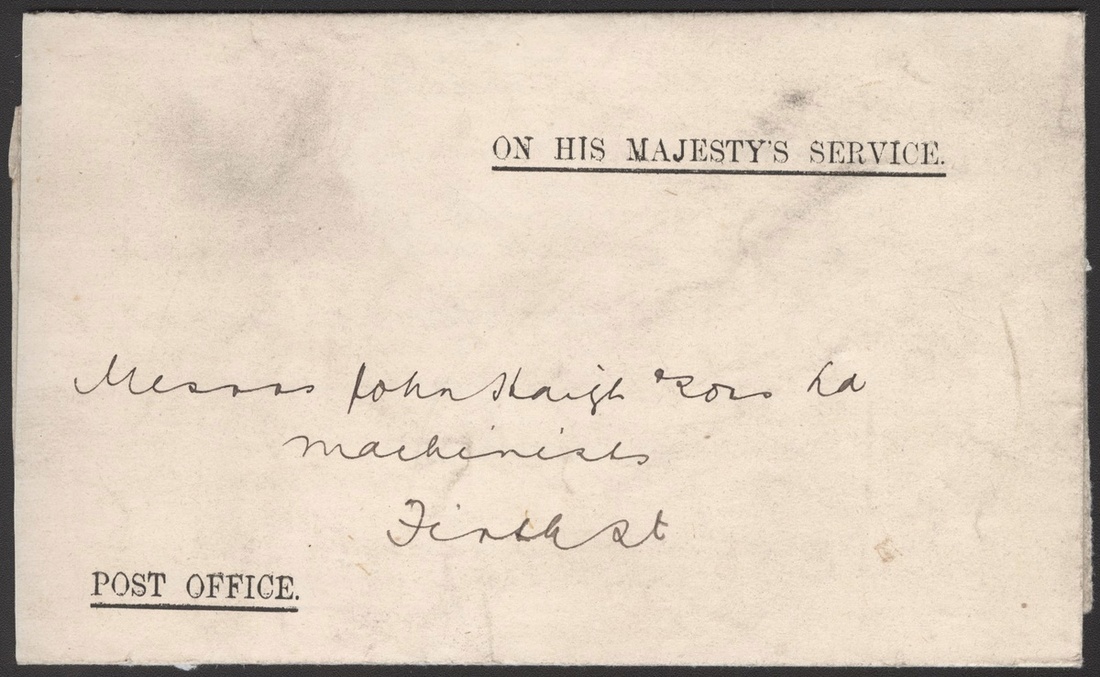 ON HIS MAJESTY'S SERVICE.
Messrs John Haigh & Sons Ld
Machinists
Firth St
POST OFFICE.